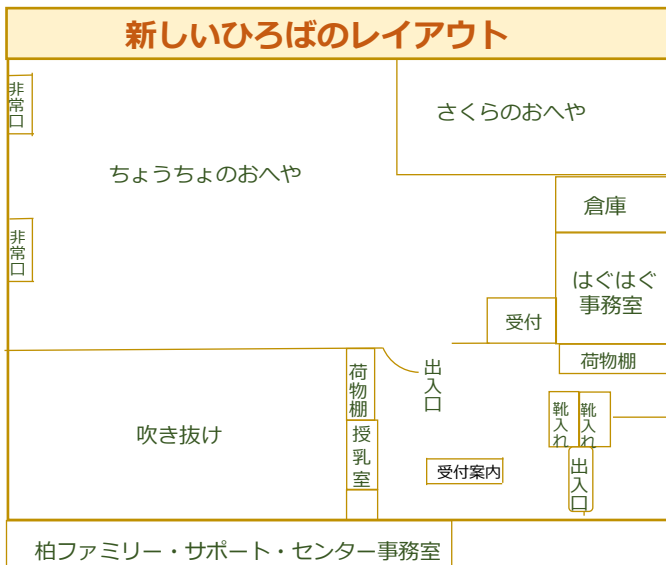 新しいひろばのレイアウト
非常口
さくらのおへや
ちょうちょのおへや
倉庫
非常口
はぐはぐ
事務室
受付
荷物棚
出入口
荷物棚
靴入れ
靴入れ
吹き抜け
授乳室
受付案内
出入口
柏ファミリー・サポート・センター事務室